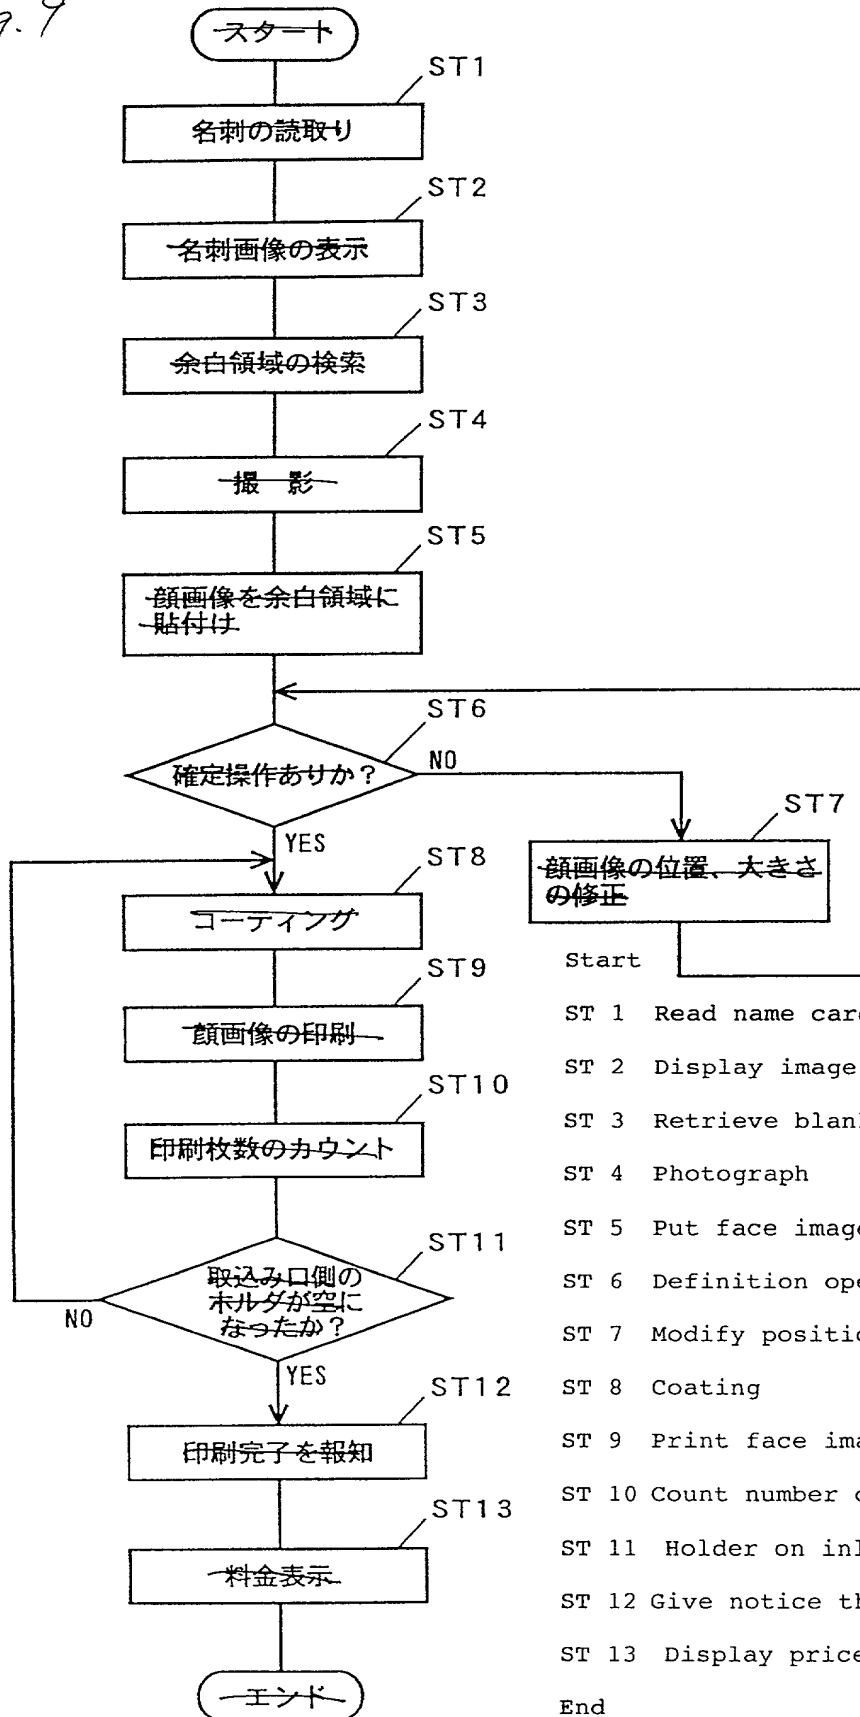 スタート
ST1
名刺の読取り
ST2
名刺画像の表示
ST3
余白領域の検索
ST4
撮 影
ST5
顔画像を余白領域に
貼付け
ST6
確定操作ありか？
NO
YES
ST7
顔画像の位置、大きさ
の修正
ST8
コーティング
ST9
顔画像の印刷
ST10
印刷枚数のカウント
ST11
取込み口側の
ホルダが空に
なったか？
NO
YES
ST12
印刷完了を報知
ST13
料金表示
エンド
Start
ST 1 Read name
ST 2 Display image
ST 3 Retrieve
ST 4 Photograph
ST 5 Put face
ST 6 Definition
ST 7 Modify
ST 8 Coating
ST 9 Print face
ST 10 Count number
ST 11 Holder on
ST 12 Give notice
ST 13 Display price
End